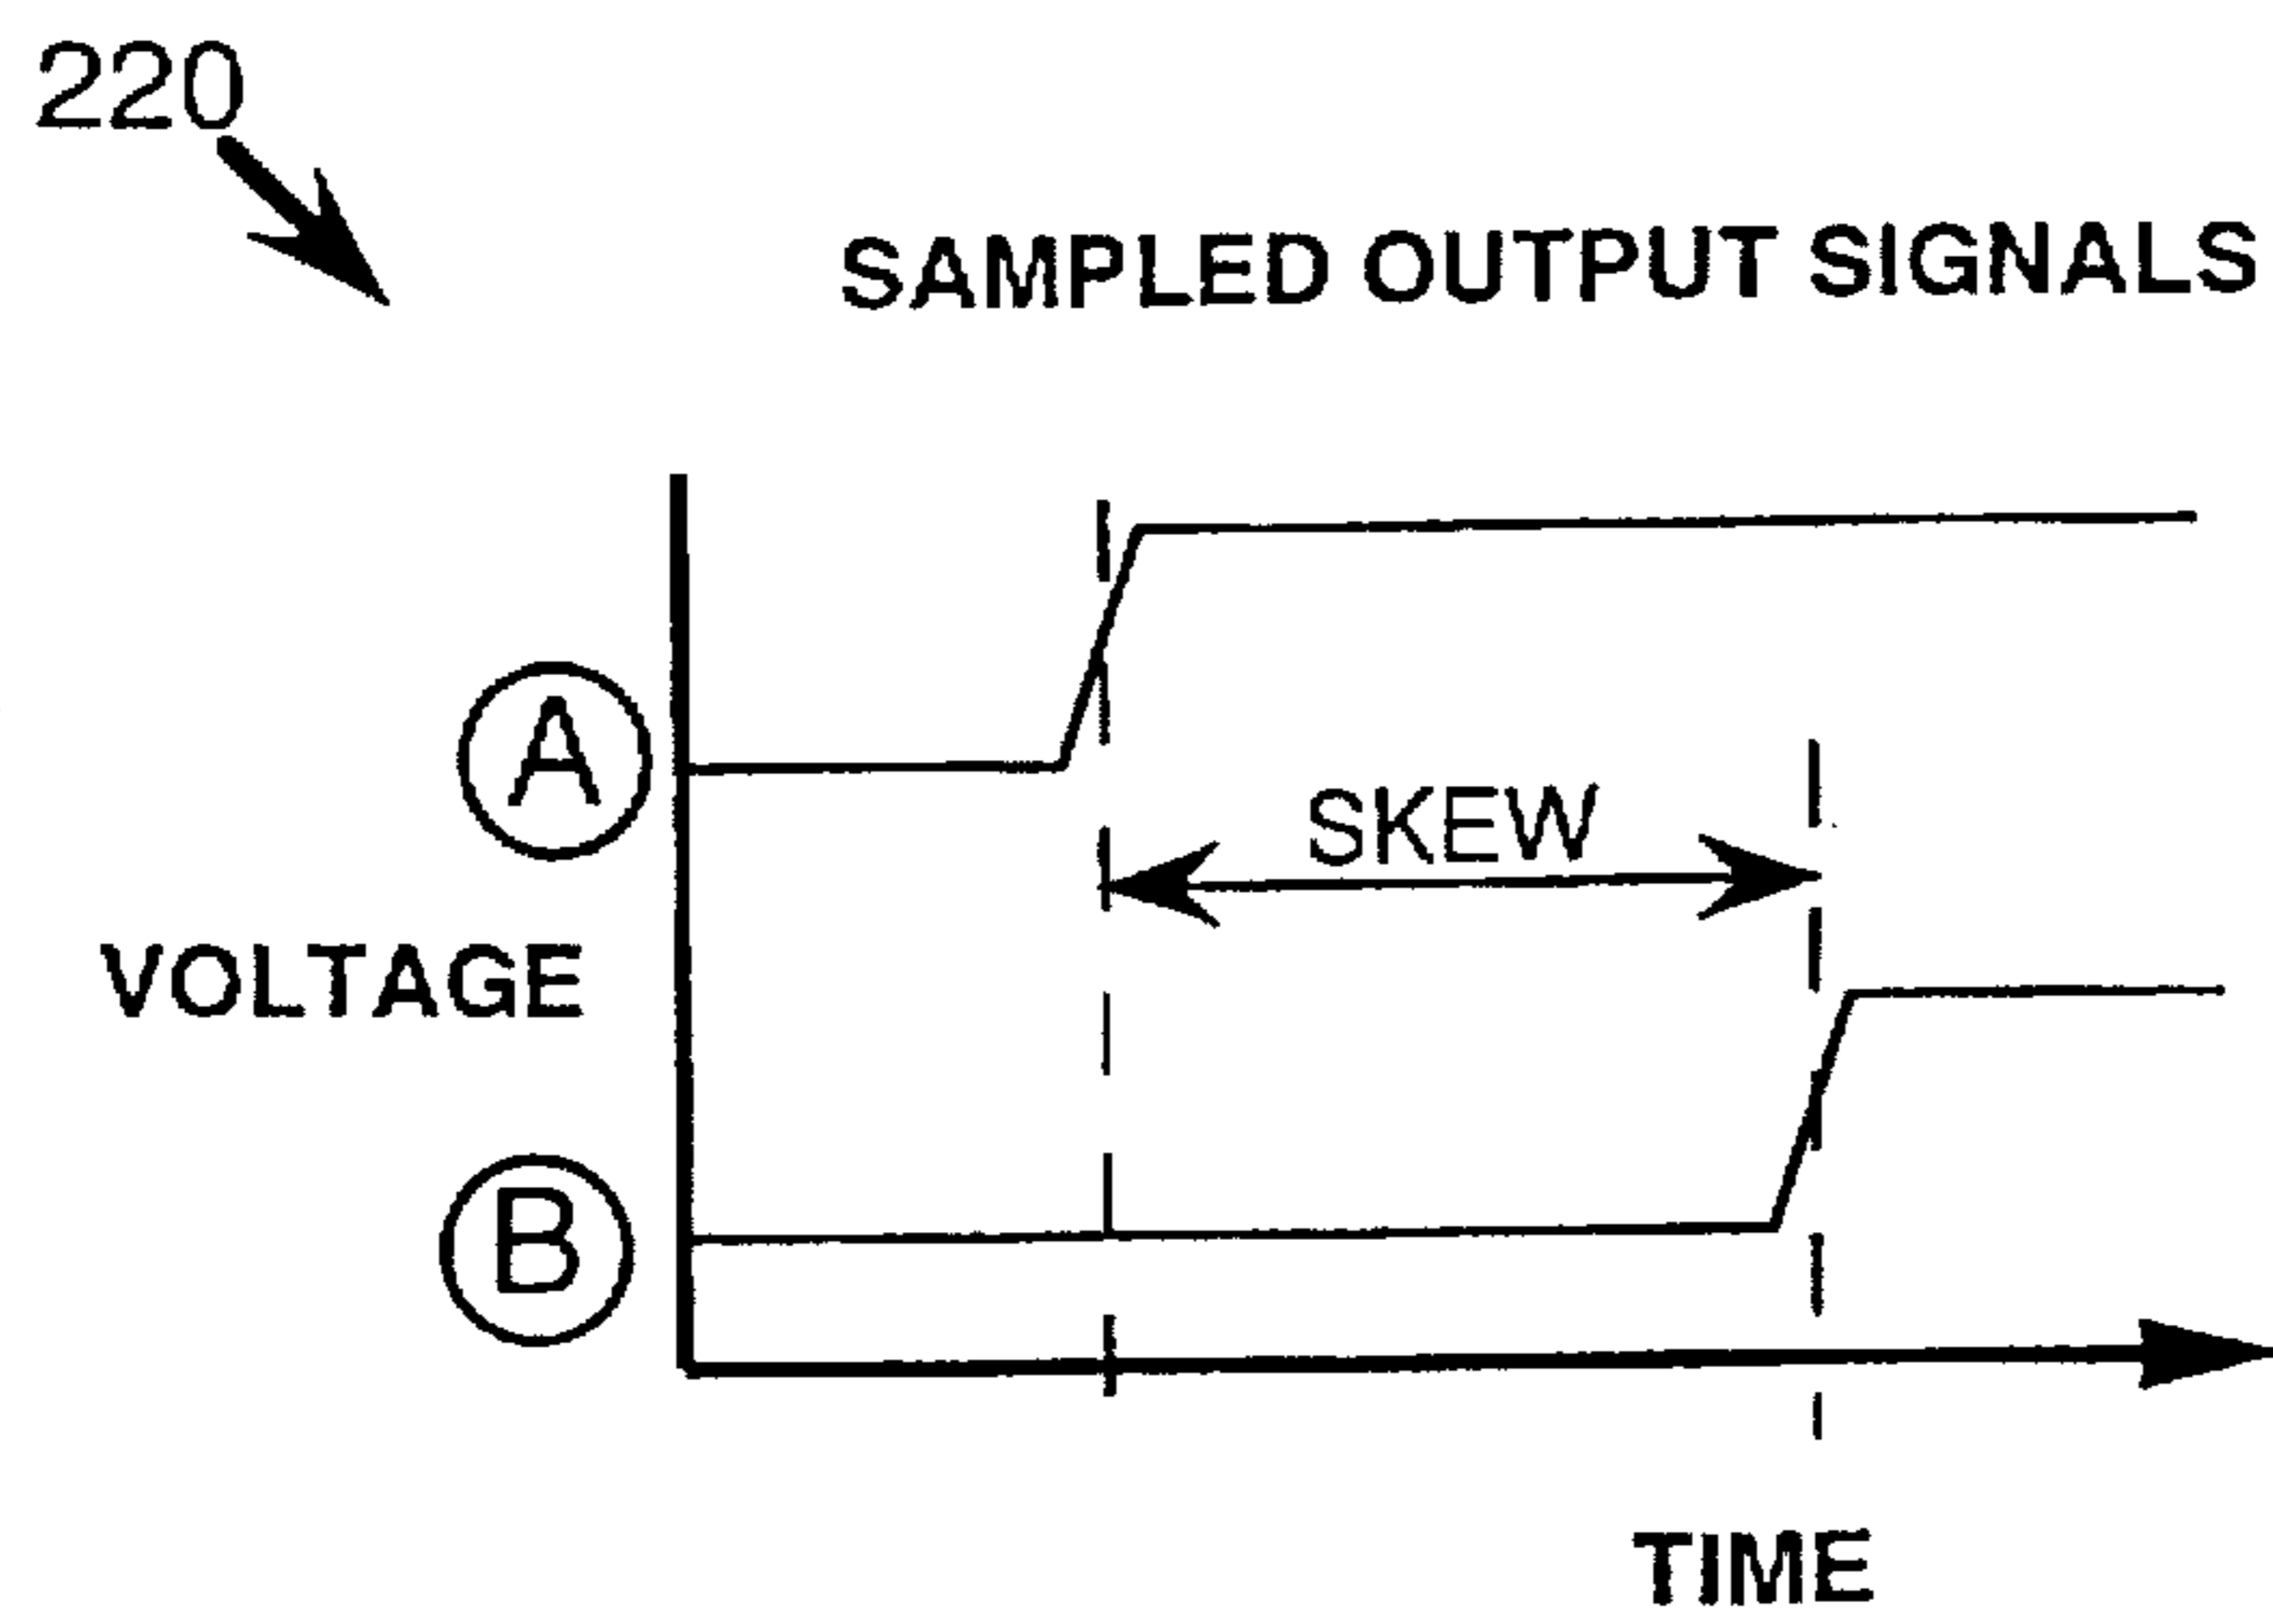 220
SAMPLED OUTPUT SIGNALS
A
SKEW
VOLTAGE
B
TIME